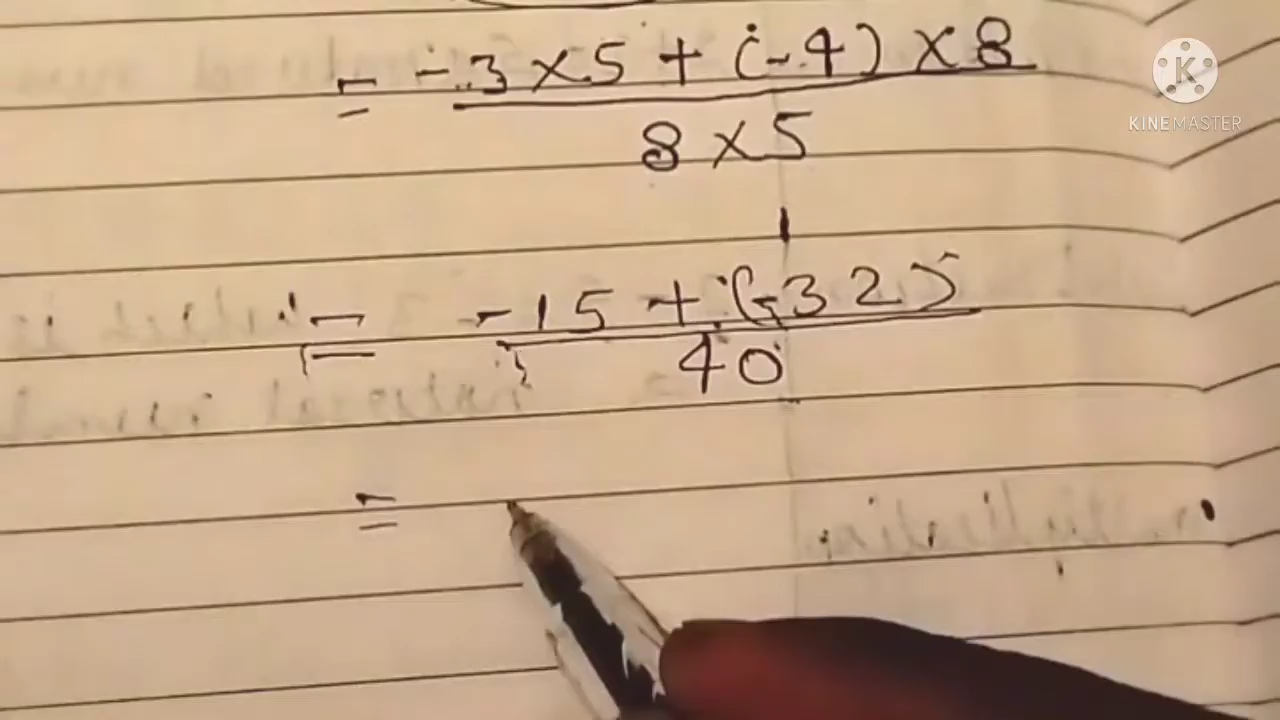 = -3×5 + (-4) ×8
K
KINEMASTER
8×5
= -15 + (-32)
40
=